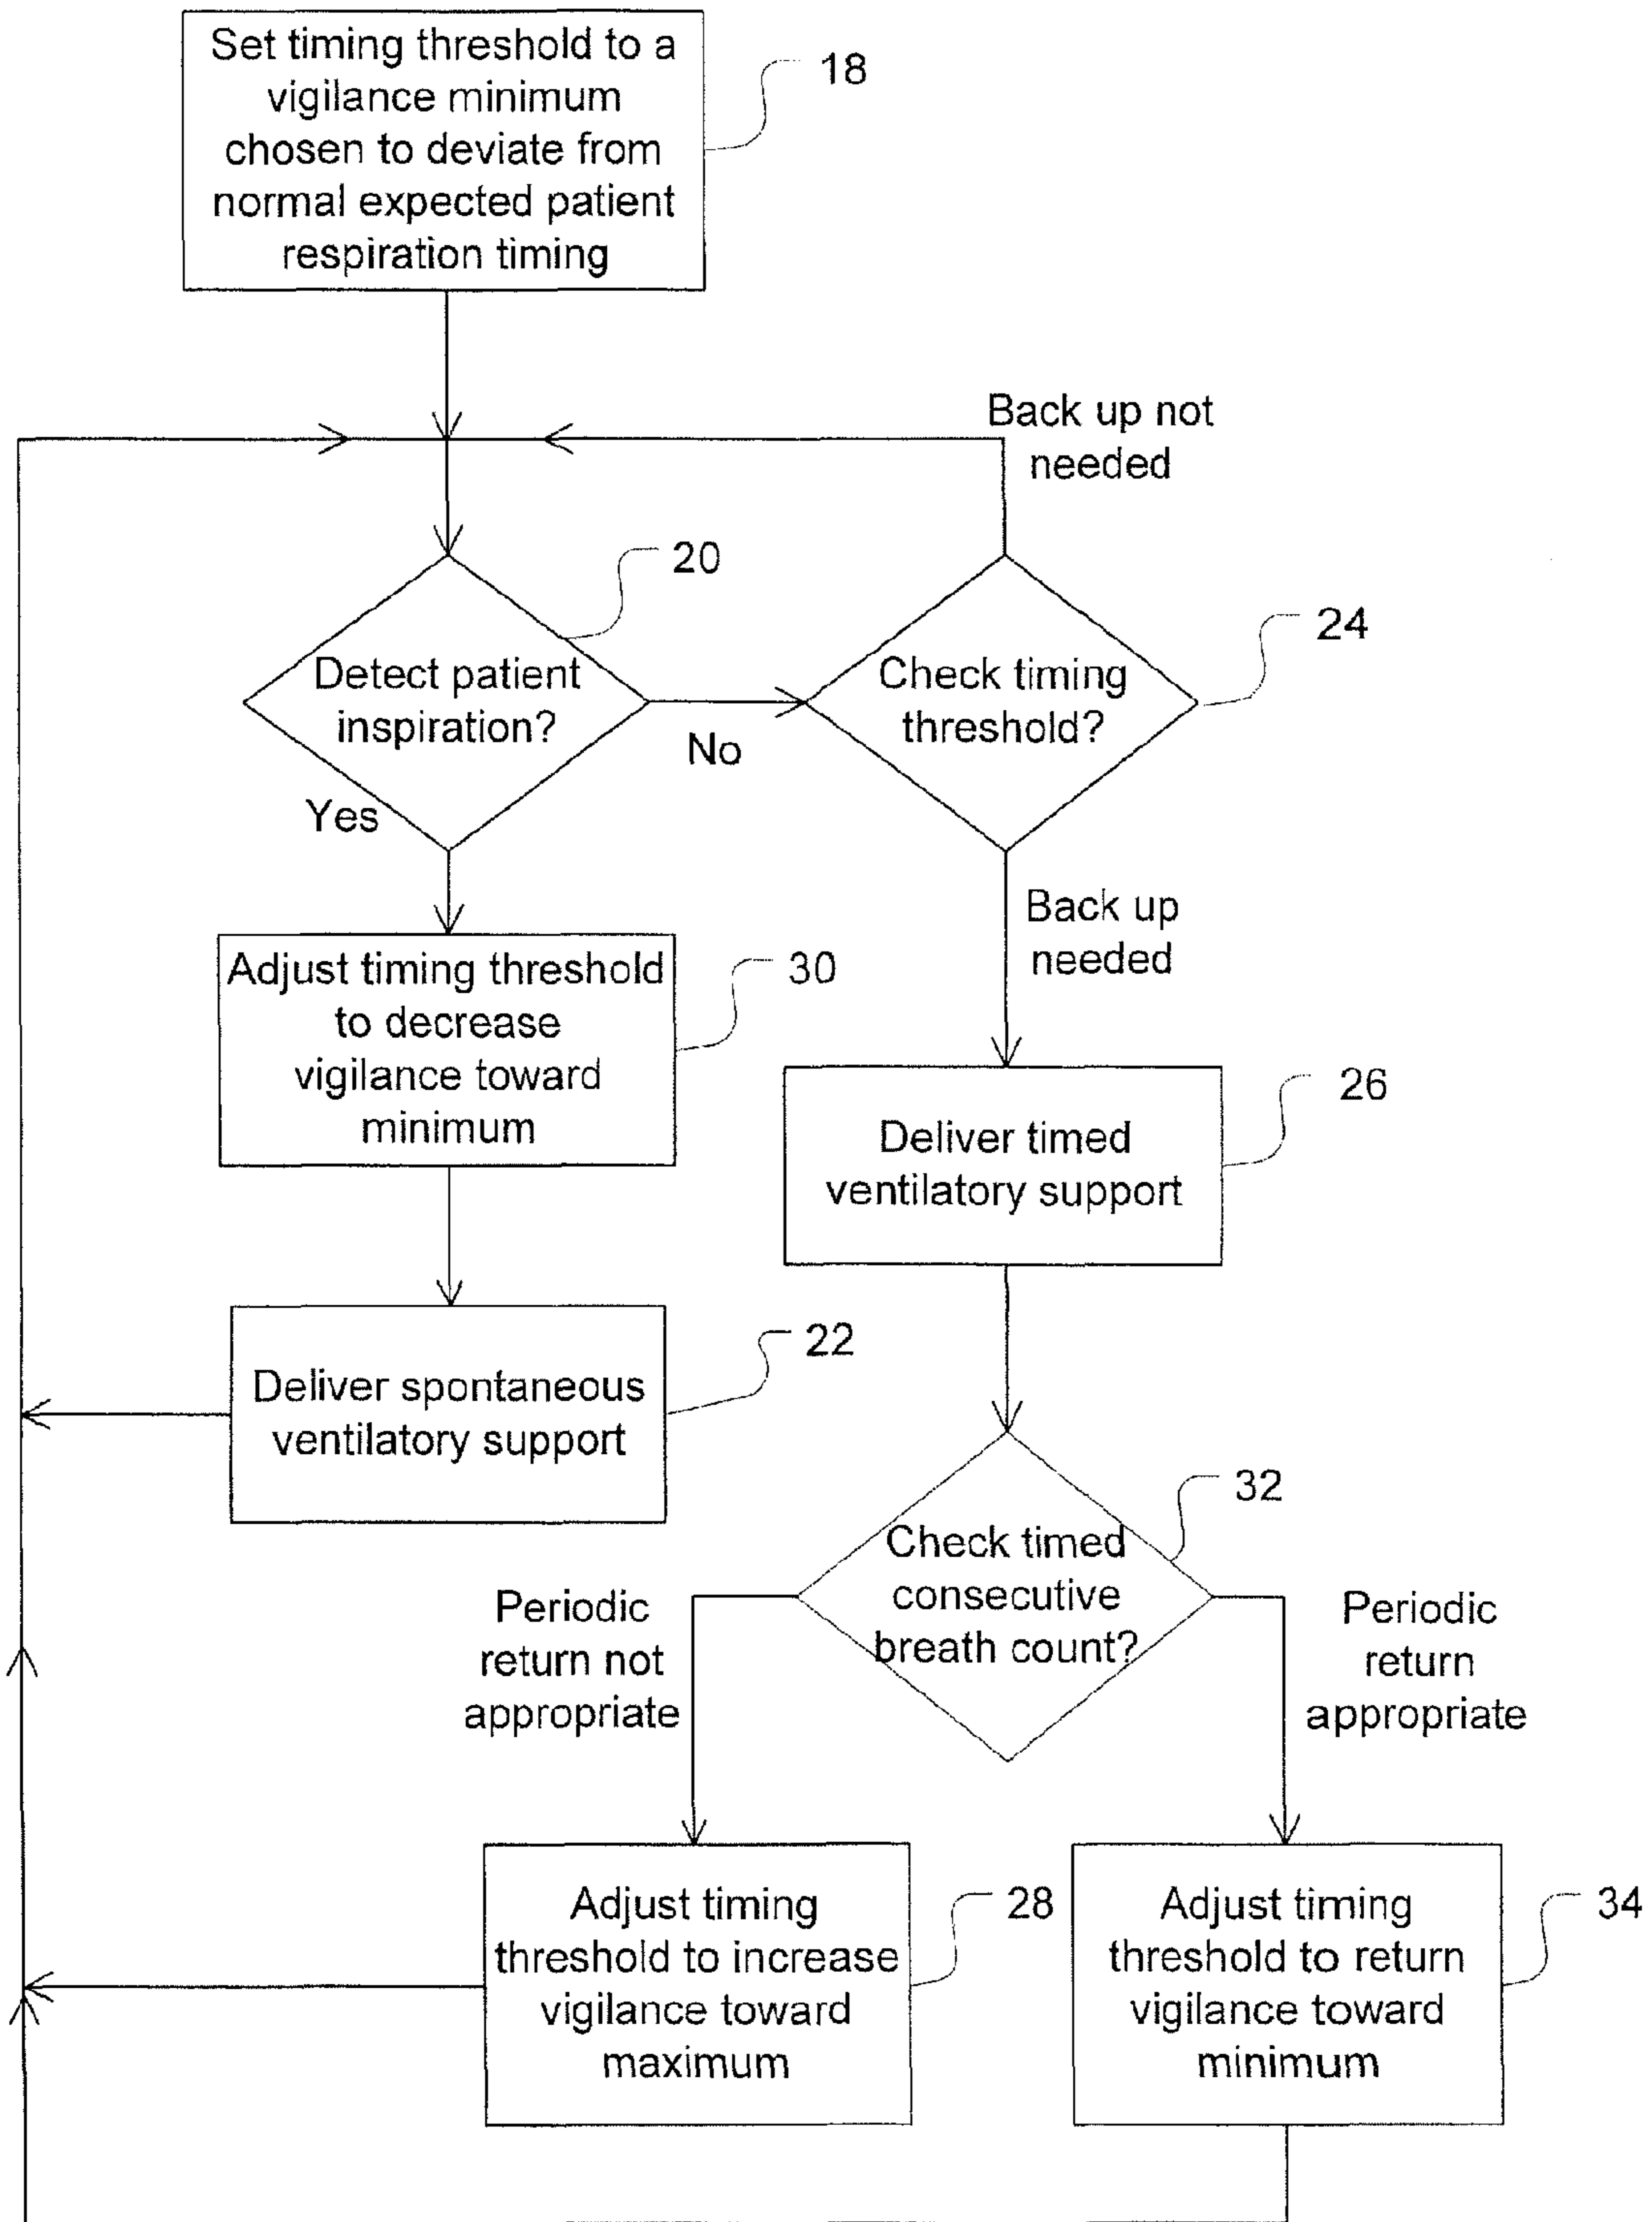 Set timing threshold to a
vigilance minimum
chosen to deviate from
normal expected patient
respiration timing
18
Back up not
needed
20
24
Detect patient
inspiration?
Check timing
threshold?
No
Yes
Back up
needed
Adjust timing threshold
to decrease
vigilance toward
minimum
30
26
Deliver timed
ventilatory support
22
Deliver spontaneous
ventilatory support
32
Check timed
consecutive
breath count?
Periodic
return not
appropriate
Periodic
return
appropriate
Adjust timing
threshold to increase
vigilance toward
maximum
28
Adjust timing
threshold to return
vigilance toward
minimum
34